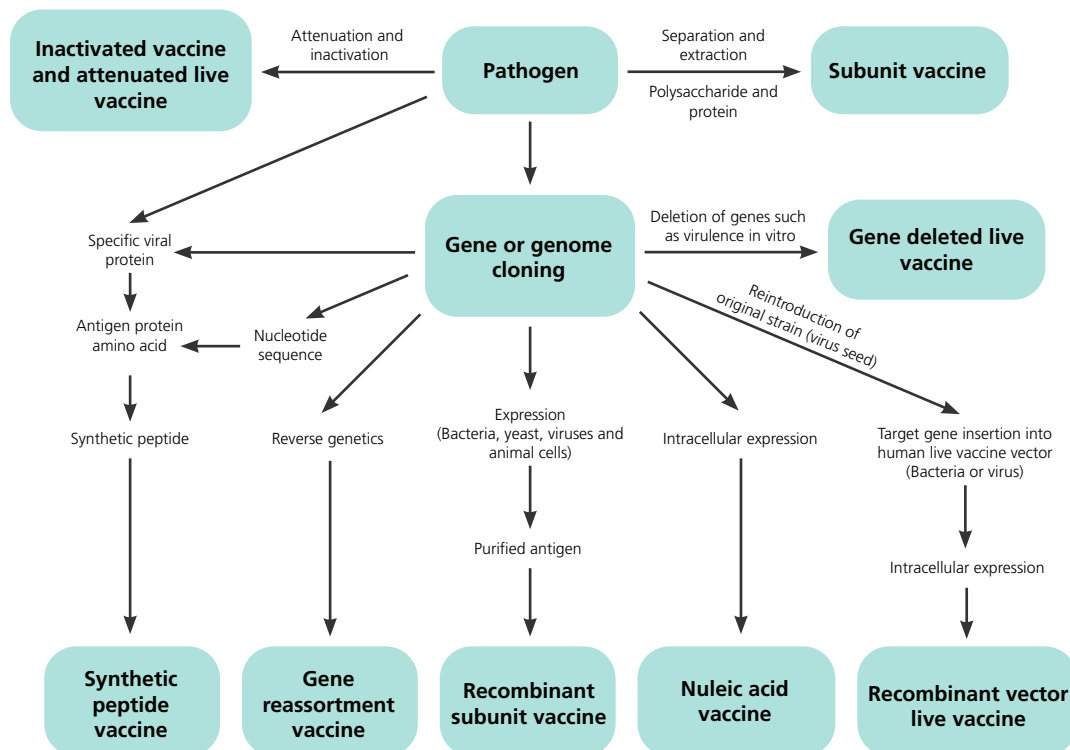 Inactivated vaccine
and attenuated live
vaccine
Attenuation and
inactivation
Pathogen
Separation and
extraction
Polysaccharide and
protein
Subunit vaccine
Specific viral
protein
Gene or genome
cloning
Deletion of genes such
as virulence in vitro
Gene deleted live
vaccine
Antigen protein
amino acid
Nucleotide
sequence
Reintroduction of
original strain (virus seed)
Synthetic peptide
Reverse genetics
Expression
(Bacteria, yeast, viruses and
animal cells)
Intracellular expression
Target gene insertion into
human live vaccine vector
(Bacteria or virus)
Purified antigen
Intracellular expression
Synthetic
peptide
vaccine
Gene
reassortment
vaccine
Recombinant
subunit vaccine
Nuleic acid
vaccine
Recombinant vector
live vaccine